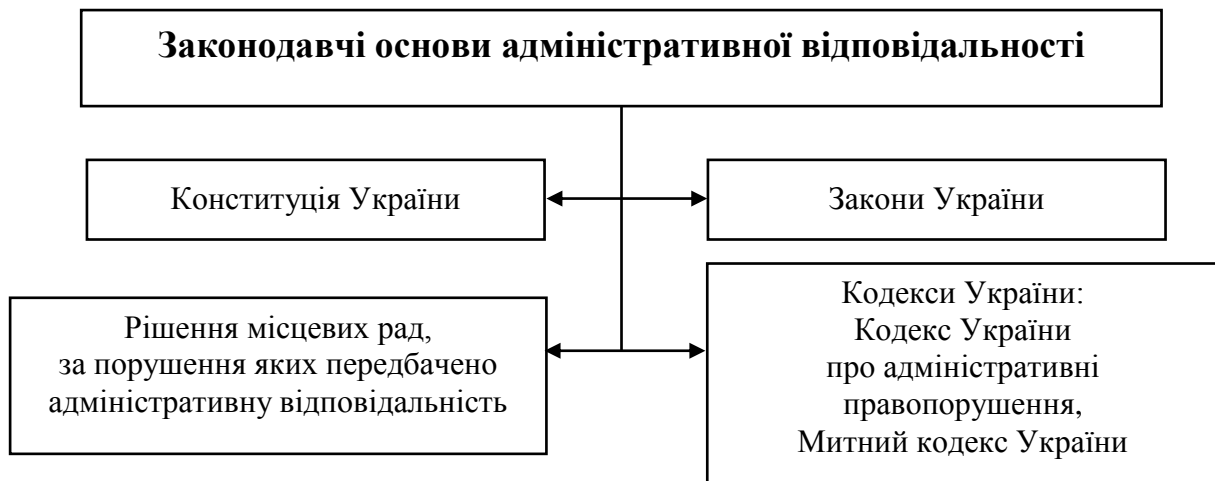 Законодавчі основи адміністративної відповідальності
Конституція України
Закони України
Рішення місцевих рад,
за порушення яких передбачено
адміністративну відповідальність
Кодекси України:
Кодекс України
про адміністративні
правопорушення,
Митний кодекс України